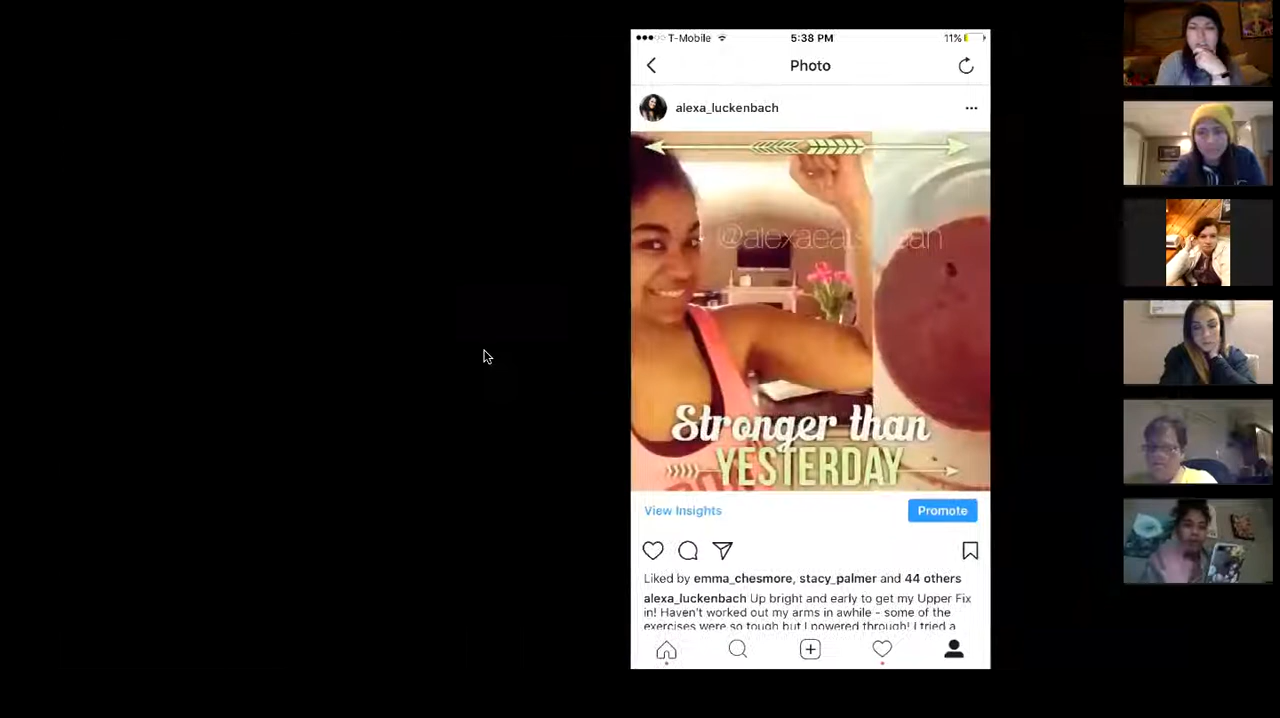 T-Mobile 5:38 PM 11%
Photo
alexa_luckenbach
Stronger than
YESTERDAY
View Insights Promote
Liked by emma_chesmore, stacy_palmer and 44 others
alexa_luckenbach Up bright and early to get my Upper Fix
in! Haven't worked out my arms in awhile - some of the
exercises were so tough but I powered through! I tried a